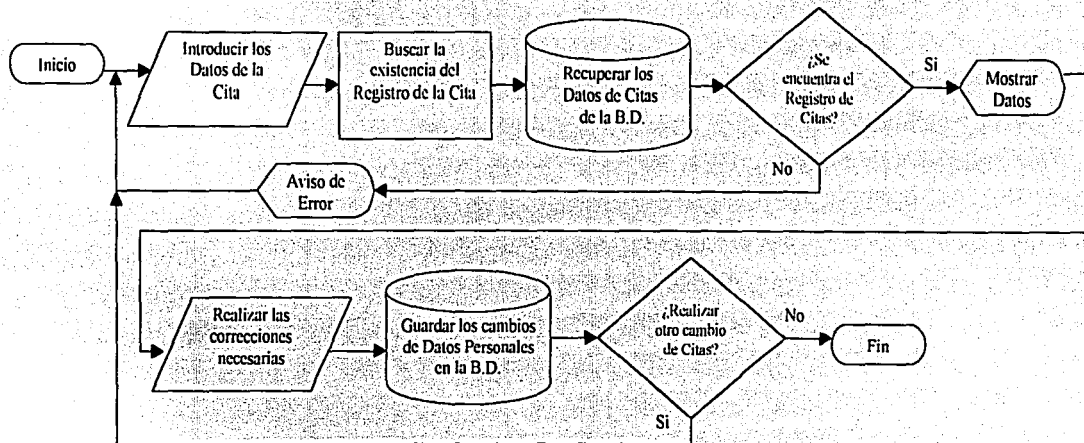 Inicio
Introducir los
Datos de la
Cita
Buscar la
existencia del
Registro de la Cita
Recuperar los
Datos de Citas
de la B.D.
¿Se
encuentra el
Registro de
Citas?
Si
Mostrar
Datos
No
Aviso de
Error
Realizar las
correcciones
necesarias
Guardar los cambios
de Datos Personales
en la B.D.
¿Realizar
otro cambio
de Citas?
No
Fin
Si